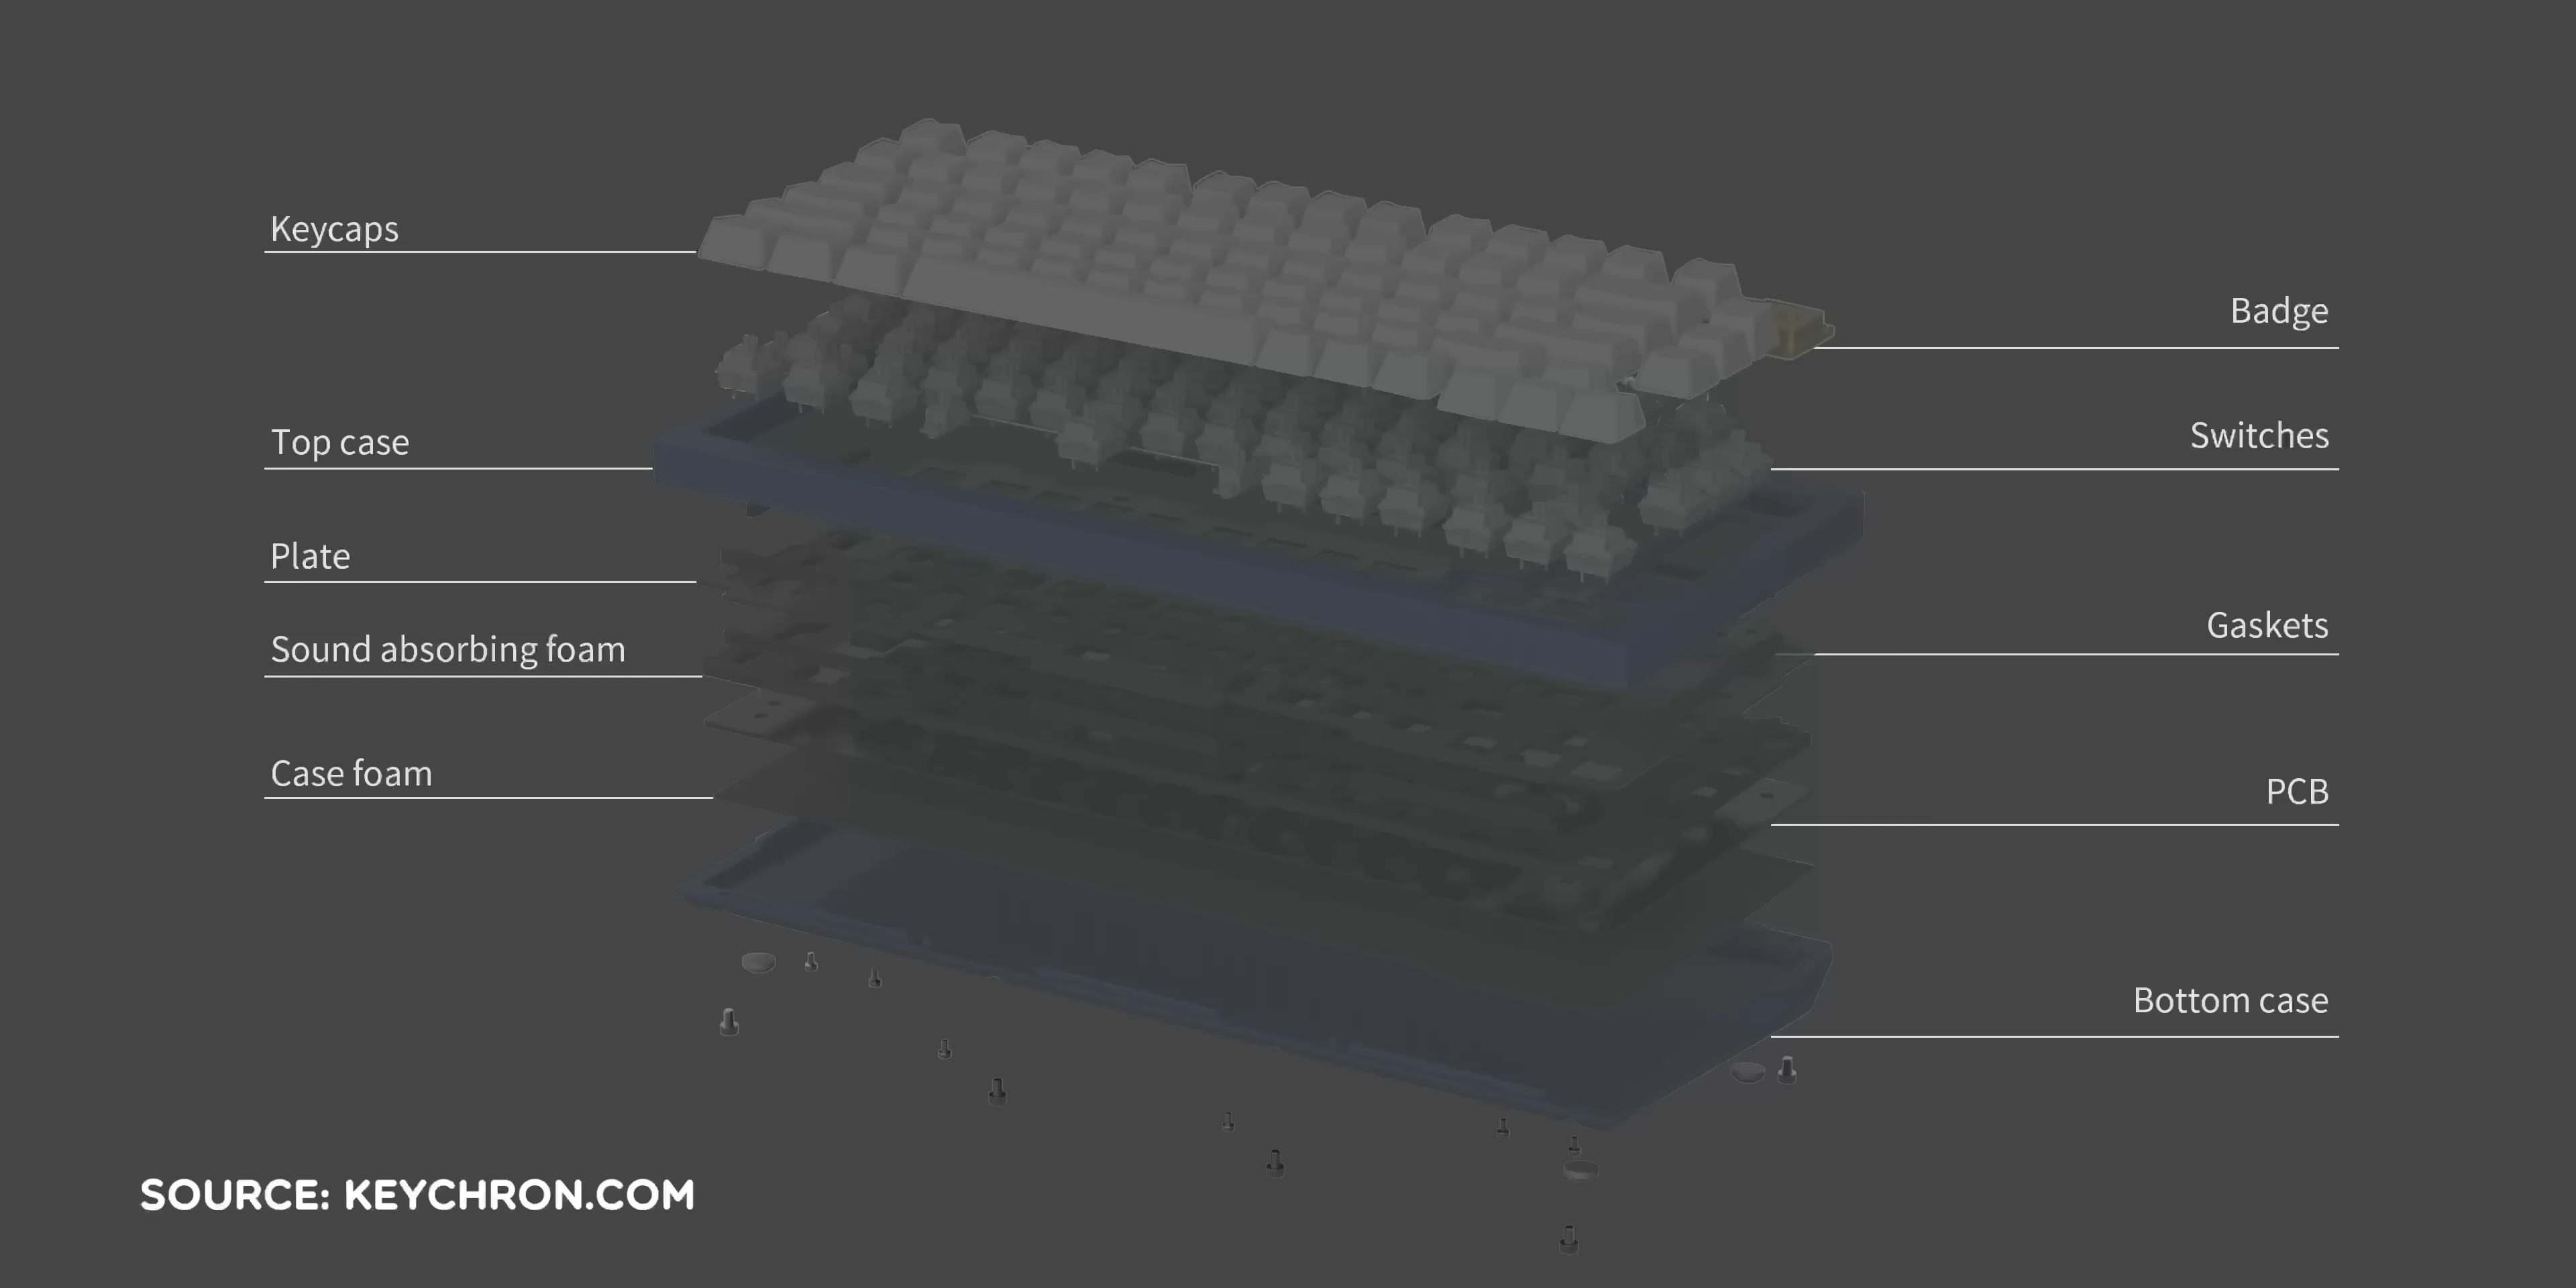 Keycaps
Badge
Switches
Top case
Plate
Gaskets
Sound absorbing foam
Case foam
PCB
Bottom case
SOURCE: KEYCHRON.COM